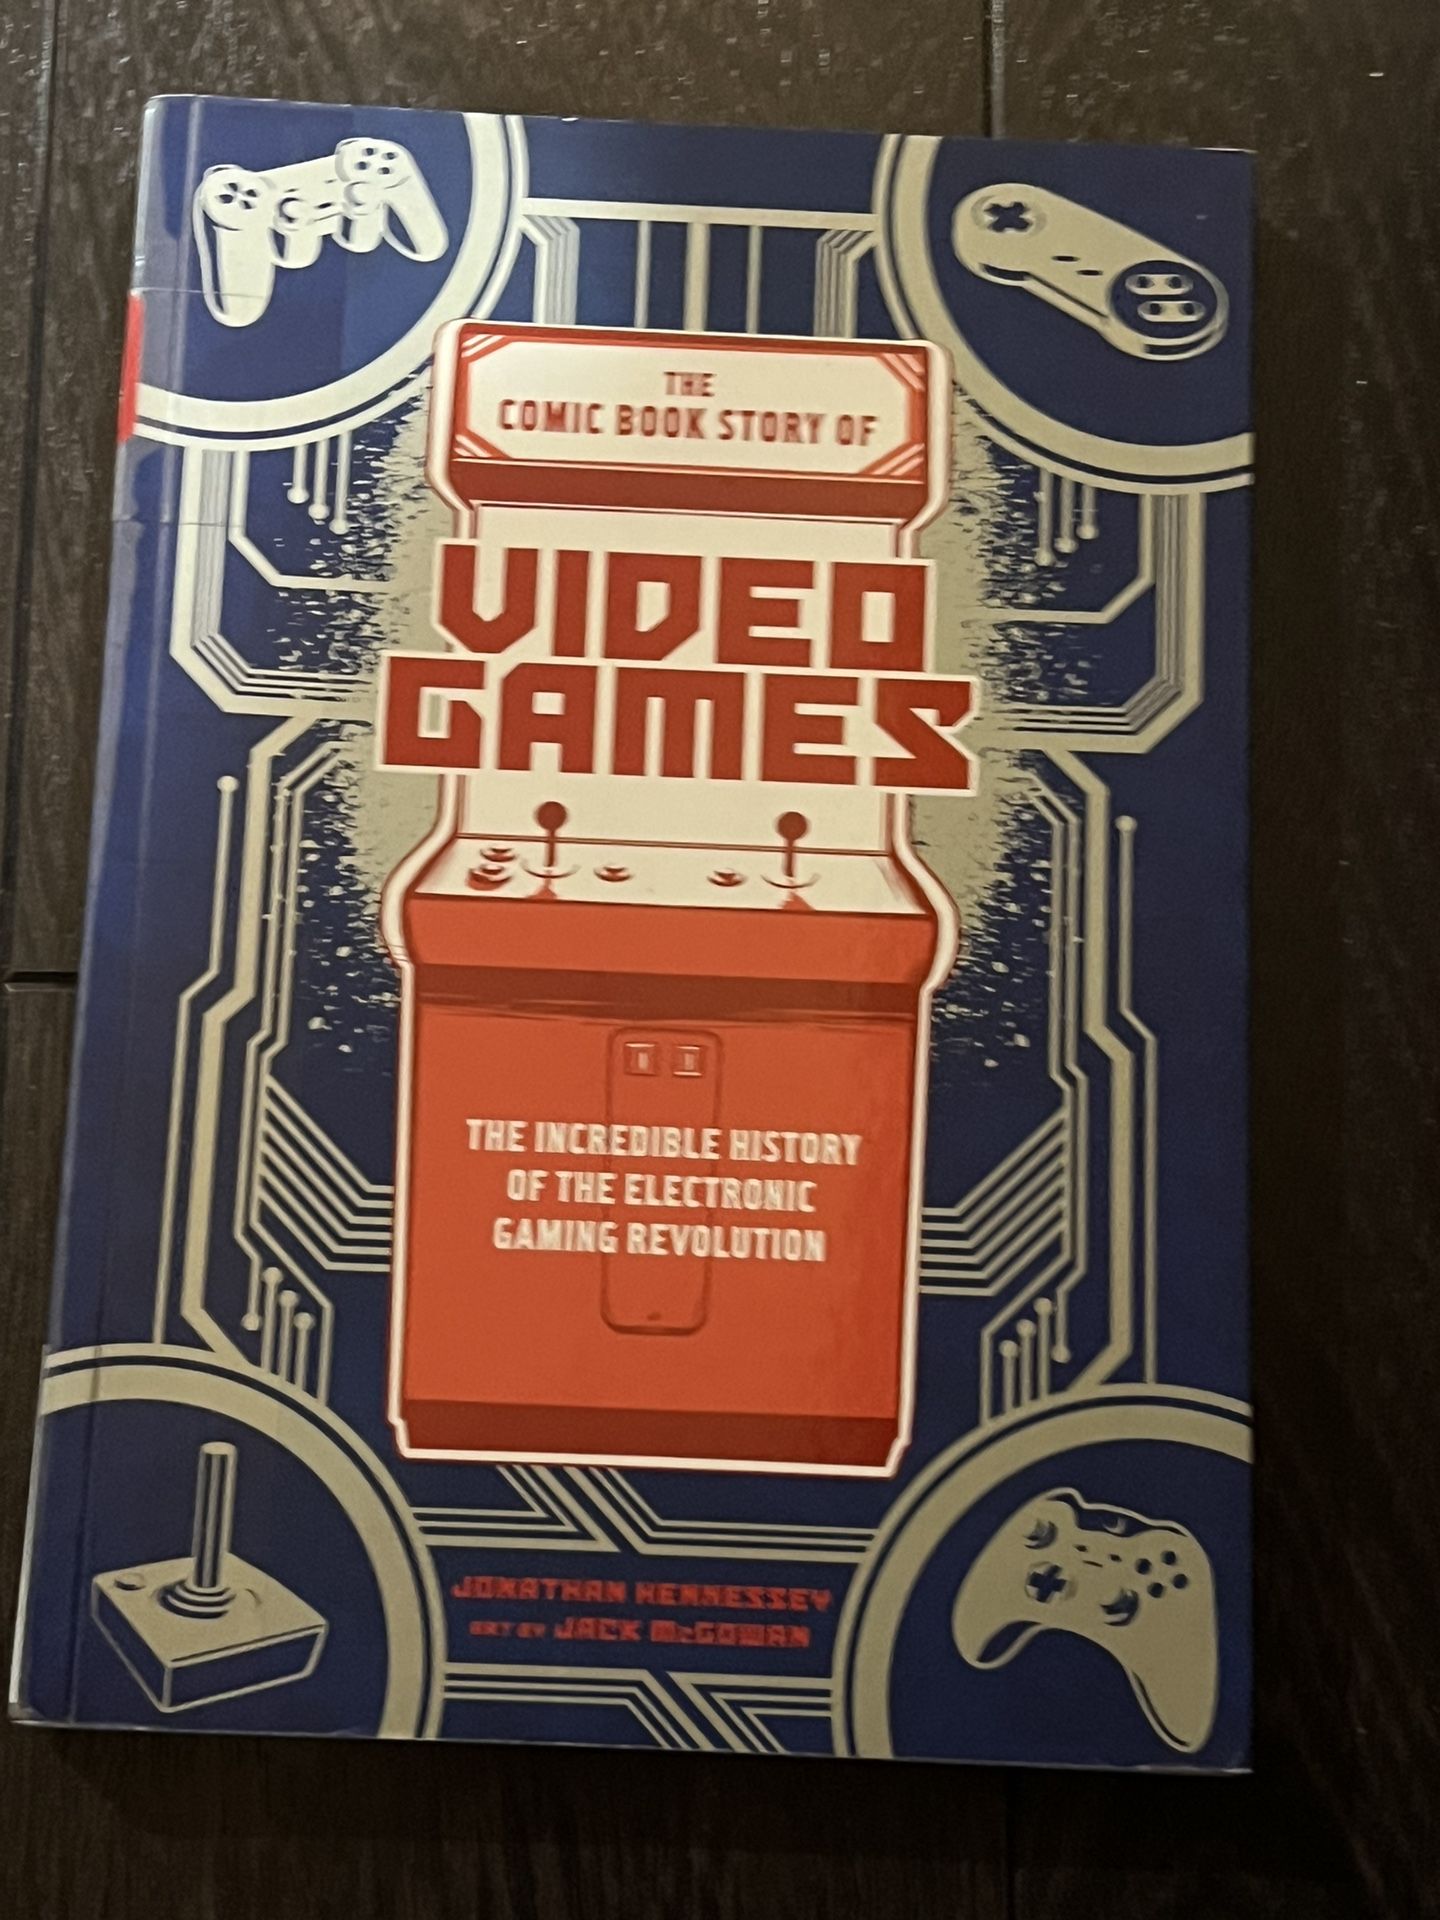 THE
COMIC BOOK STORY OF
VIDEO
GAMES
THE INCREDIBLE HISTORY
OF THE ELECTRONIC
GAMING REVOLUTION
JONATHAN HENNESSEY
ART BY JACK McGOWAN